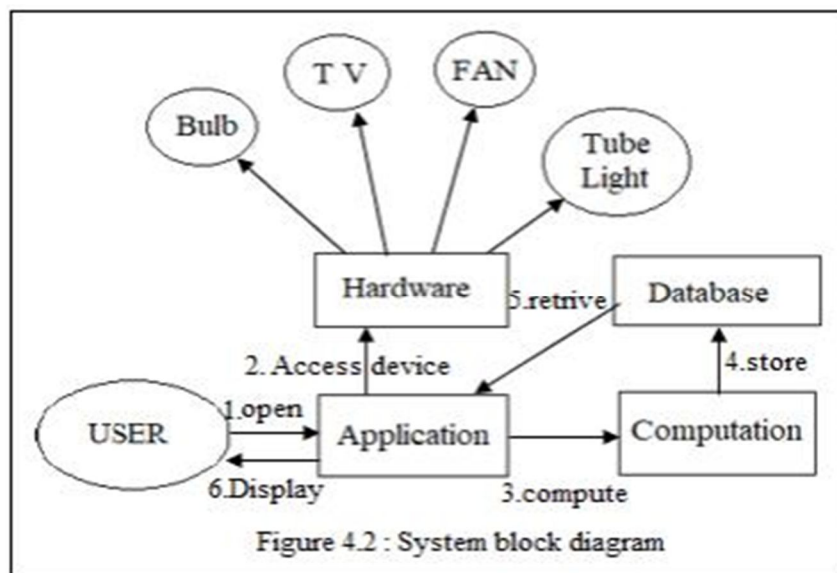 T V
FAN
Bulb
Tube
Light
Hardware
5.retrive
Database
2. Access device
4.store
1.open
USER
Application
Computation
6.Display
3.compute
Figure 4.2 : System block diagram